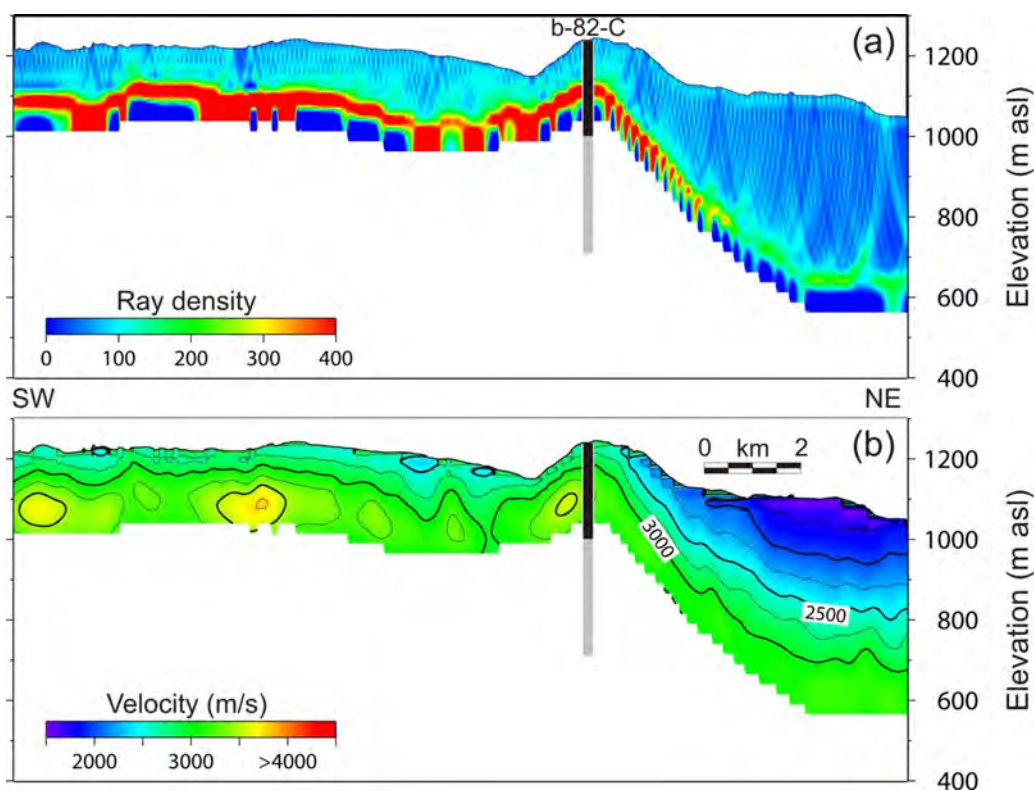 b-82-C
(a)
1200
1000
800
600
400
Elevation (m asl)
Ray density
0 100 200 300 400
SW NE
(b)
0 km 2
1200
1000
800
600
400
Elevation (m asl)
3000
2500
Velocity (m/s)
2000 3000 >4000